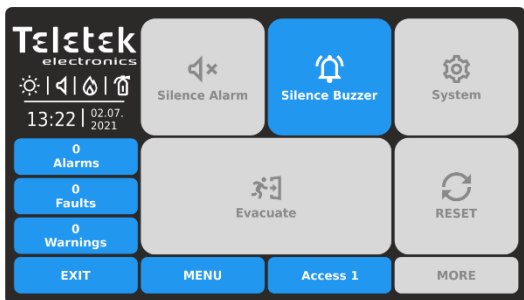 Teletek
electronics
13:22
02.07.
2021
Silence Alarm
Silence Buzzer
System
0
Alarms
0
Faults
0
Warnings
Evacuate
RESET
EXIT
MENU
Access 1
MORE